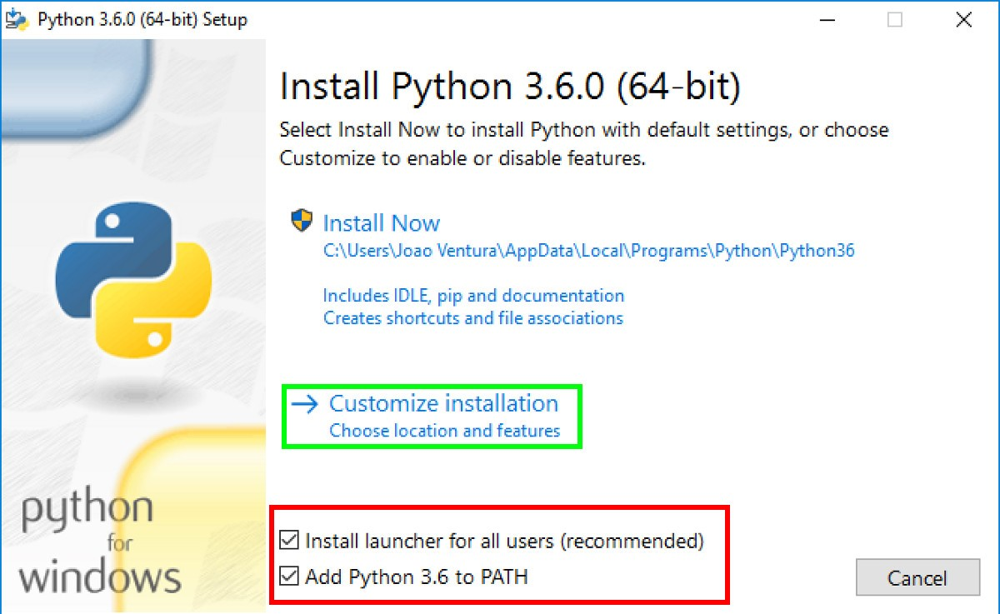 Python 3.6.0 (64-bit) Setup
Install Python 3.6.0 (64-bit)
Select Install Now to install Python with default settings, or choose
Customize to enable or disable features.
Install Now
C:\Users\Joao Ventura\AppData\Local\Programs\Python\Python36
Includes IDLE, pip and documentation
Creates shortcuts and file associations
Customize installation
Choose location and features
python
for
windows
Install launcher for all users (recommended)
Add Python 3.6 to PATH
Cancel